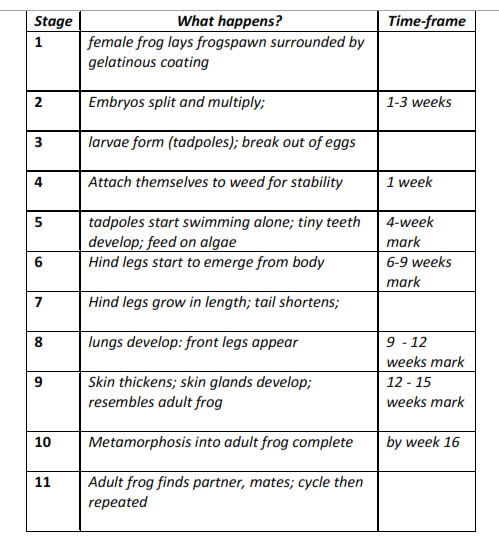 Stage What happens? Time-frame
1 female frog lays frogspawn surrounded by
gelatinous coating
2 Embryos split and multiply; 1-3 weeks
3 larvae form (tadpoles); break out of eggs
4 Attach themselves to weed for stability 1 week
5 tadpoles start swimming alone; tiny teeth 4-week
develop; feed on algae mark
6 Hind legs start to emerge from body 6-9 weeks
mark
7 Hind legs grow in length; tail shortens;
8 lungs develop: front legs appear 9 - 12
weeks mark
9 Skin thickens; skin glands develop; 12 - 15
resembles adult frog weeks mark
10 Metamorphosis into adult frog complete by week 16
11 Adult frog finds partner, mates; cycle then
repeated